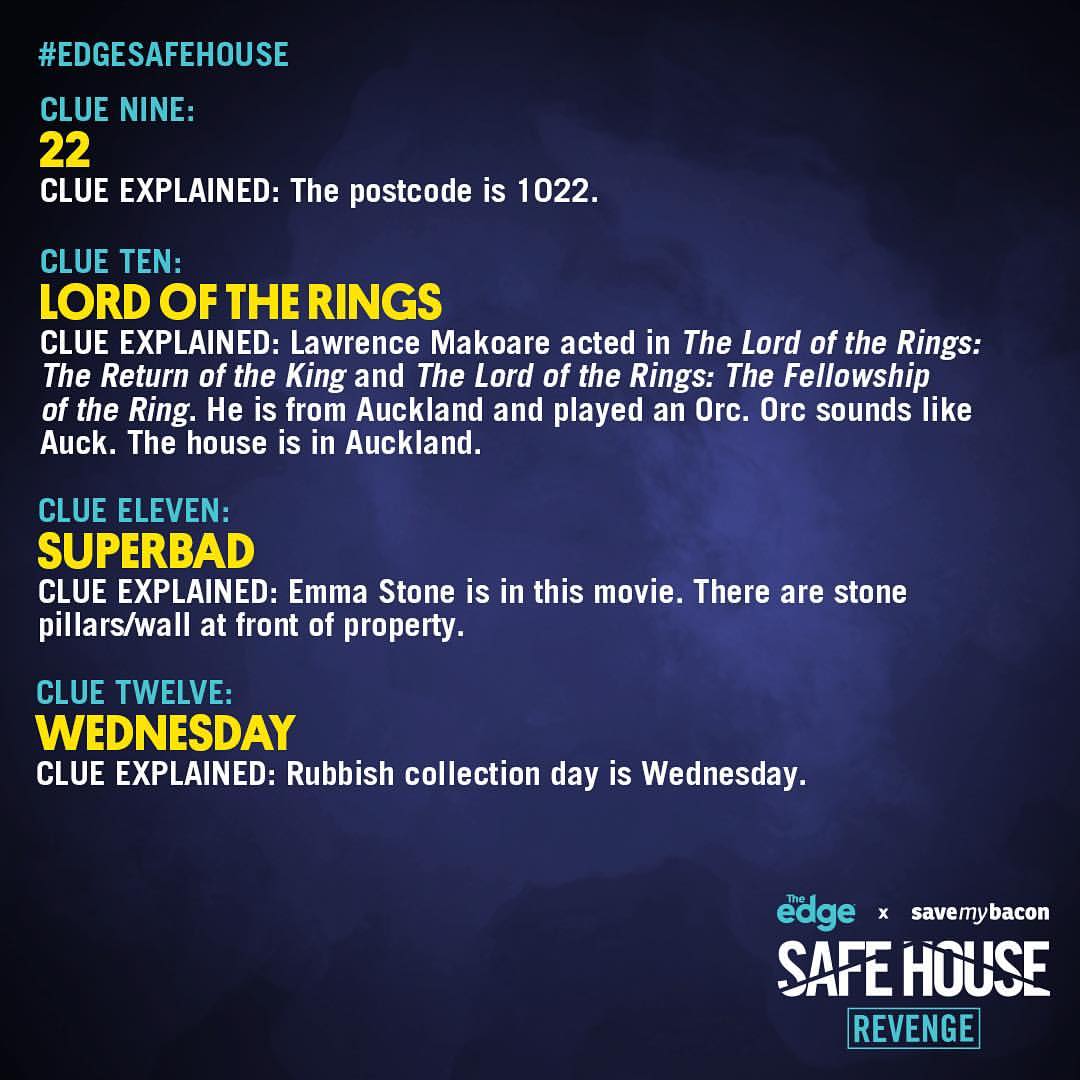 #EDGESAFEHOUSE
CLUE NINE:
22
CLUE EXPLAINED: The postcode is 1022.
CLUE TEN:
LORD OF THE RINGS
CLUE EXPLAINED: Lawrence Makoare acted in The Lord of the Rings:
The Return of the King and The Lord of the Rings: The Fellowship
of the Ring. He is from Auckland and played an Orc. Orc sounds like
Auck. The house is in Auckland.
CLUE ELEVEN:
SUPERBAD
CLUE EXPLAINED: Emma Stone is in this movie. There are stone
pillars/wall at front of property.
CLUE TWELVE:
WEDNESDAY
CLUE EXPLAINED: Rubbish collection day is Wednesday.
The edge x savemybacon
SAFE HOUSE
REVENGE